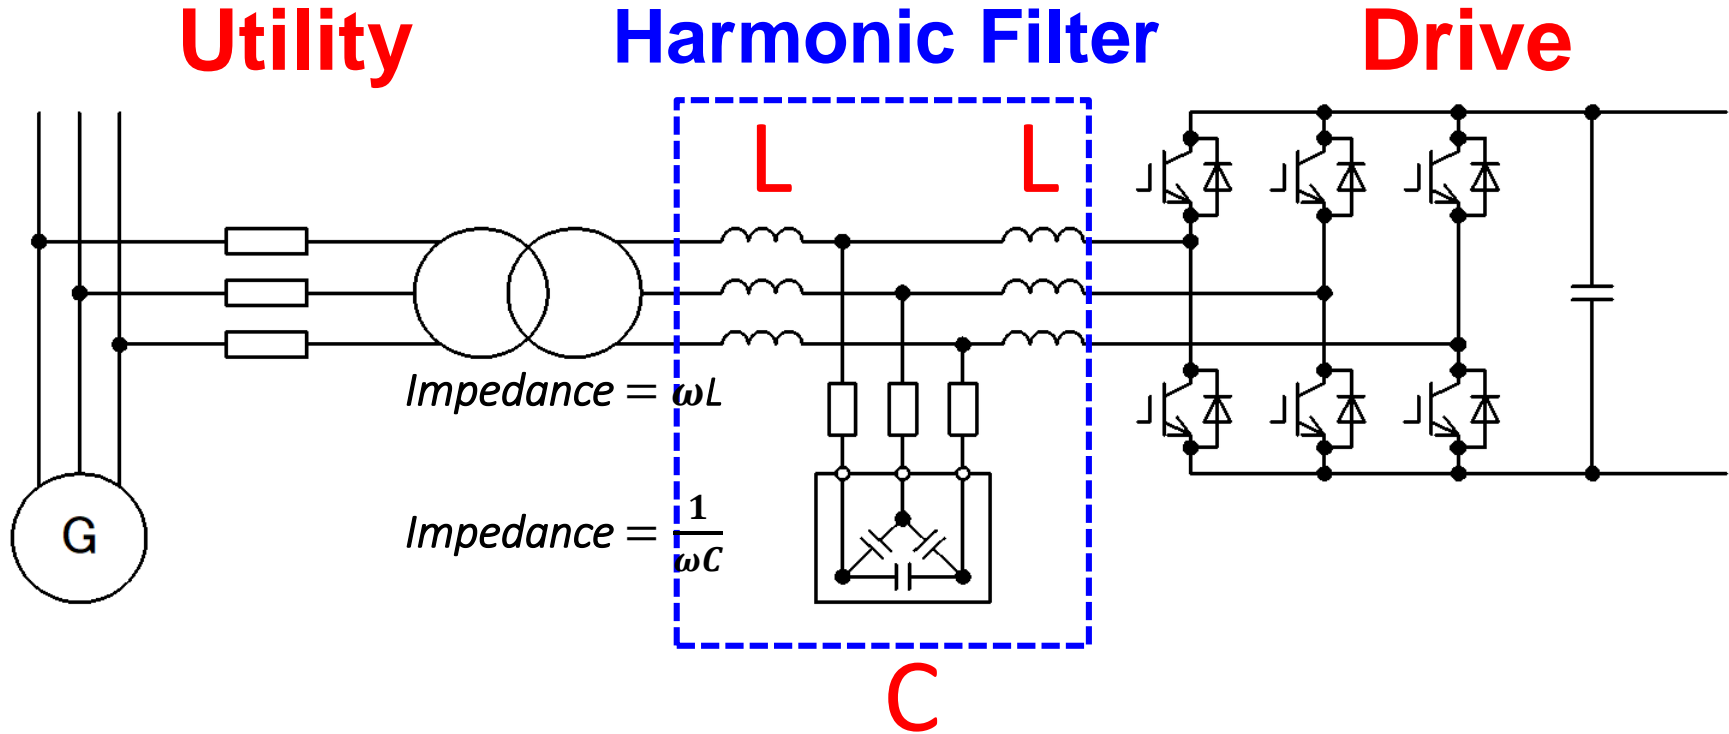 Utility
Harmonic Filter
Drive
L
L
Impedance = ωL
G
Impedance = 1/ωC
C